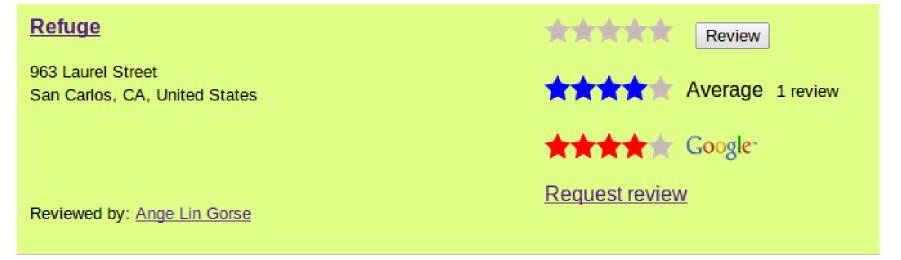 Refuge
Review
963 Laurel Street
San Carlos, CA, United States
Average 1 review
Google™
Request review
Reviewed by: Ange Lin Gorse